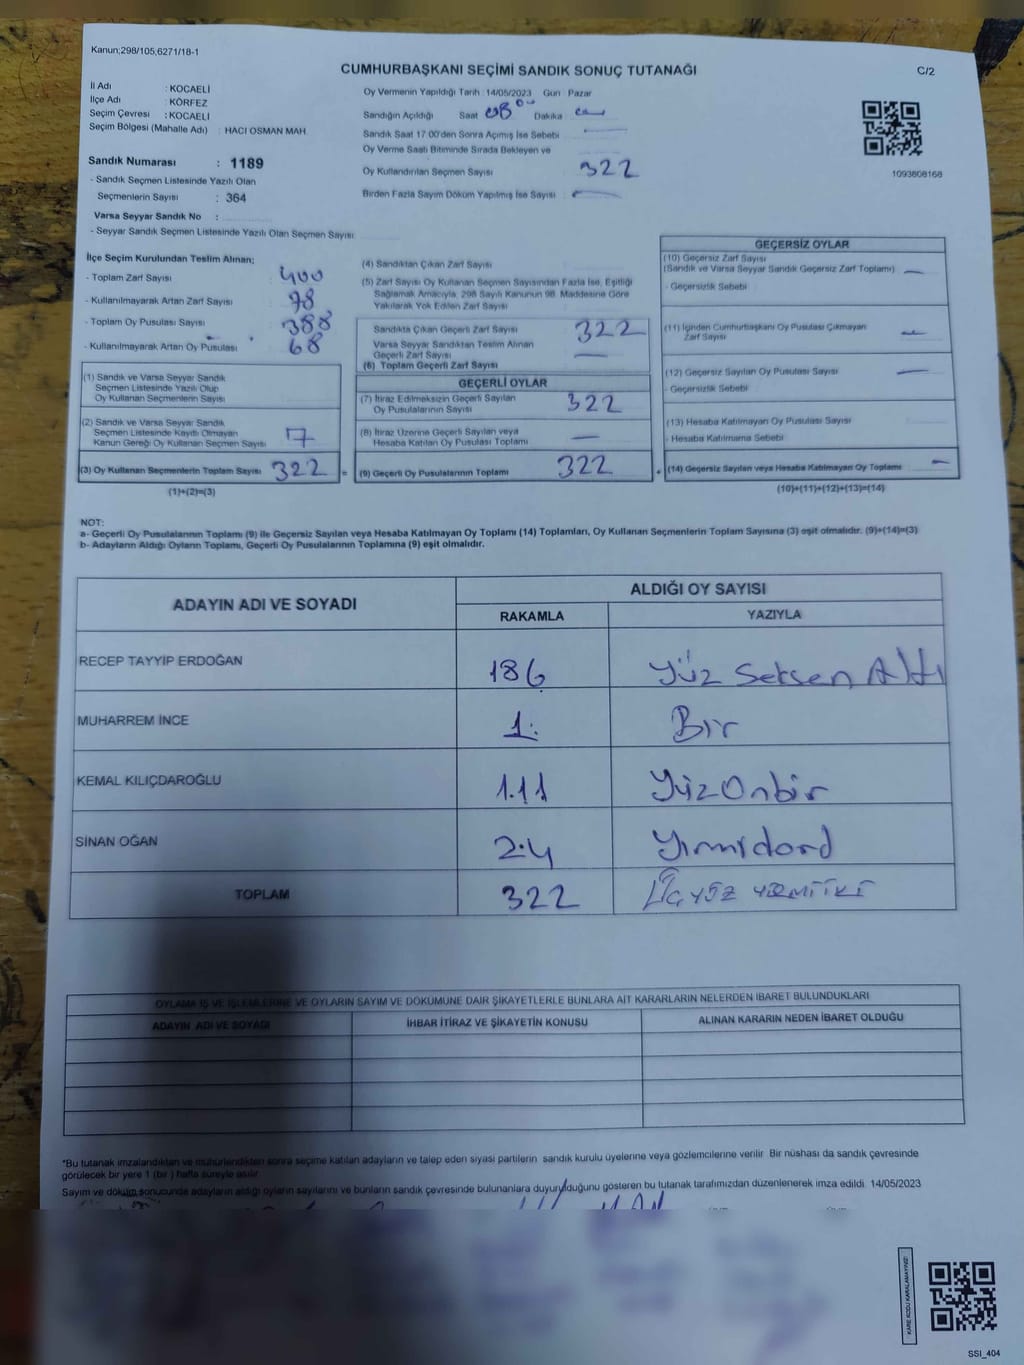 Kanun;298/105,6271/18-1
CUMHURBAŞKANI SEÇİMİ SANDIK SONUÇ TUTANAĞI
C/2
İl Adı : KOCAELİ
İlçe Adı : KÖRFEZ
Seçim Çevresi : KOCAELİ
Seçim Bölgesi (Mahalle Adı) : HACI OSMAN MAH.
Oy Vermenin Yapıldığı Tarih : 14/05/2023 Gün : Pazar
Sandığın Açıldığı Saat 08 00 Dakika
Sandık Saat 17:00'den Sonra Açımış İse Sebebi
Oy Verme Saati Bitiminde Sırada Bekleyen ve
Oy Kullandırılan Seçmen Sayısı 322
Birden Fazla Sayım Döküm Yapılmış İse Sayısı —
1093808168
Sandık Numarası : 1189
- Sandık Seçmen Listesinde Yazılı Olan
Seçmenlerin Sayısı : 364
Varsa Seyyar Sandık No :
- Seyyar Sandık Seçmen Listesinde Yazılı Olan Seçmen Sayısı
İlçe Seçim Kurulundan Teslim Alınan;
- Toplam Zarf Sayısı 400
- Kullanılmayarak Artan Zarf Sayısı 78
- Toplam Oy Pusulası Sayısı 388
- Kullanılmayarak Artan Oy Pusulası 68
(1) Sandık ve Varsa Seyyar Sandık
Seçmen Listesinde Yazılı Olup
Oy Kullanan Seçmenlerin Sayısı
(2) Sandık ve Varsa Seyyar Sandık
Seçmen Listesinde Kayıtlı Olmayan
Kanun Gereği Oy Kullanan Seçmen Sayısı 7
(3) Oy Kullanan Seçmenlerin Toplam Sayısı 322 =
(1)+(2)=(3)
(4) Sandıktan Çıkan Zarf Sayısı
(5) Zarf Sayısı Oy Kullanan Seçmen Sayısından Fazla İse, Eşitliği
Sağlamak Amacıyla, 298 Sayılı Kanunun 98. Maddesine Göre
Yakılarak Yok Edilen Zarf Sayısı
Sandıkta Çıkan Geçerli Zarf Sayısı 322
Varsa Seyyar Sandıktan Teslim Alınan
Geçerli Zarf Sayısı —
(6) Toplam Geçerli Zarf Sayısı
GEÇERLİ OYLAR
(7) İtiraz Edilmeksizin Geçerli Sayılan
Oy Pusulalarının Sayısı 322
(8) İtiraz Üzerine Geçerli Sayılan veya
Hesaba Katılan Oy Pusulası Toplamı —
(9) Geçerli Oy Pusulalarının Toplamı 322 +
GEÇERSİZ OYLAR
(10) Geçersiz Zarf Sayısı
(Sandık ve Varsa Seyyar Sandık Geçersiz Zarf Toplamı) —
- Geçersizlik Sebebi
(11) İçinden Cumhurbaşkanı Oy Pusulası Çıkmayan
Zarf Sayısı —
(12) Geçersiz Sayılan Oy Pusulası Sayısı —
- Geçersizlik Sebebi
(13) Hesaba Katılmayan Oy Pusulası Sayısı
- Hesaba Katılmama Sebebi
(14) Geçersiz Sayılan veya Hesaba Katılmayan Oy Toplamı —
(10)+(11)+(12)+(13)=(14)
NOT:
a- Geçerli Oy Pusulalarının Toplamı (9) ile Geçersiz Sayılan veya Hesaba Katılmayan Oy Toplamı (14) Toplamları, Oy Kullanan Seçmenlerin Toplam Sayısına (3) eşit olmalıdır. (9)+(14)=(3)
b- Adayların Aldığı Oyların Toplamı, Geçerli Oy Pusulalarının Toplamına (9) eşit olmalıdır.
ADAYIN ADI VE SOYADI
ALDIĞI OY SAYISI
RAKAMLA YAZIYLA
RECEP TAYYİP ERDOĞAN 186 Yüz Seksen Altı
MUHARREM İNCE 1 Bir
KEMAL KILIÇDAROĞLU 111 YüzOnbir
SİNAN OĞAN 24 Yirmidord
TOPLAM 322 Üçyüz YİRMİİKİ
OYLAMA İŞ VE İŞLEMLERİNE VE OYLARIN SAYIM VE DÖKÜMÜNE DAİR ŞİKAYETLERLE BUNLARA AİT KARARLARIN NELERDEN İBARET BULUNDUKLARI
ADAYIN ADI VE SOYADI İHBAR İTİRAZ VE ŞİKAYETİN KONUSU ALINAN KARARIN NEDEN İBARET OLDUĞU
*Bu tutanak imzalandıktan ve mühürlendikten sonra seçime katılan adayların ve talep eden siyasi partilerin sandık kurulu üyelerine veya gözlemcilerine verilir. Bir nüshası da sandık çevresinde
görülecek bir yere 1 (bir) hafta süreyle asılır.
Sayım ve döküm sonucunda adayların aldığı oyların sayılarını ve bunların sandık çevresinde bulunanlara duyurulduğunu gösteren bu tutanak tarafımızdan düzenlenerek imza edildi. 14/05/2023
KARE KODU KARALAMAYINIZ!
SSI_404